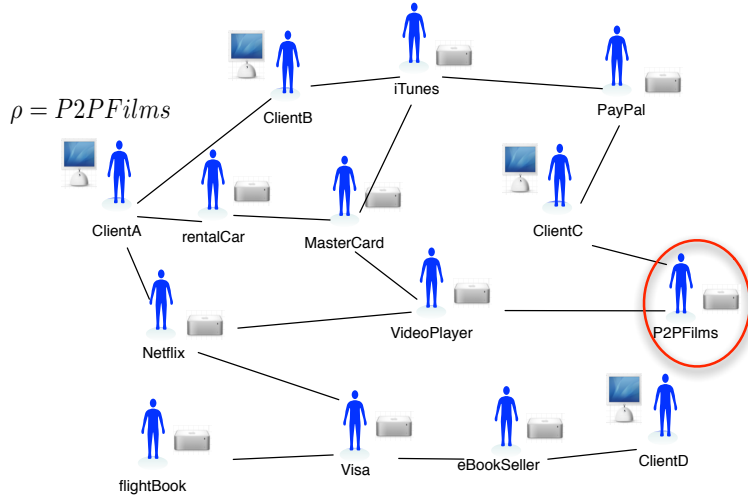 iTunes
PayPal
ClientB
ρ = P2PFilms
ClientA
rentalCar
MasterCard
ClientC
Netflix
VideoPlayer
P2PFilms
flightBook
Visa
eBookSeller
ClientD